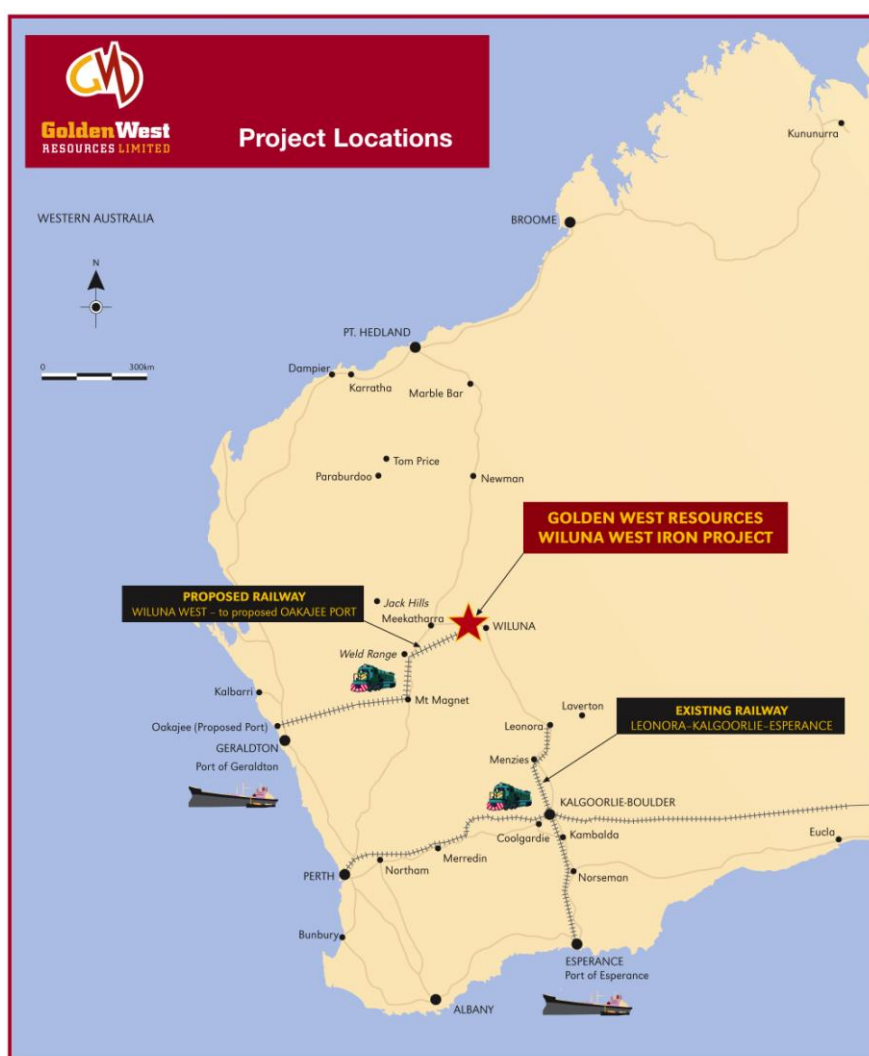 GoldenWest
RESOURCES LIMITED
Project Locations
Kununurra
WESTERN AUSTRALIA
BROOME
N
PT. HEDLAND
0 300km
Dampier
Karratha
Marble Bar
Tom Price
Paraburdoo
Newman
GOLDEN WEST RESOURCES
WILUNA WEST IRON PROJECT
PROPOSED RAILWAY
WILUNA WEST – to proposed OAKAJEE PORT
Jack Hills
Meekatharra
WILUNA
Weld Range
Kalbarri
Mt Magnet
Laverton
EXISTING RAILWAY
LEONORA–KALGOORLIE–ESPERANCE
Oakajee (Proposed Port)
Leonora
GERALDTON
Port of Geraldton
Menzies
KALGOORLIE-BOULDER
Coolgardie
Kambalda
Eucla
Merredin
Northam
PERTH
Norseman
Bunbury
ESPERANCE
Port of Esperance
ALBANY